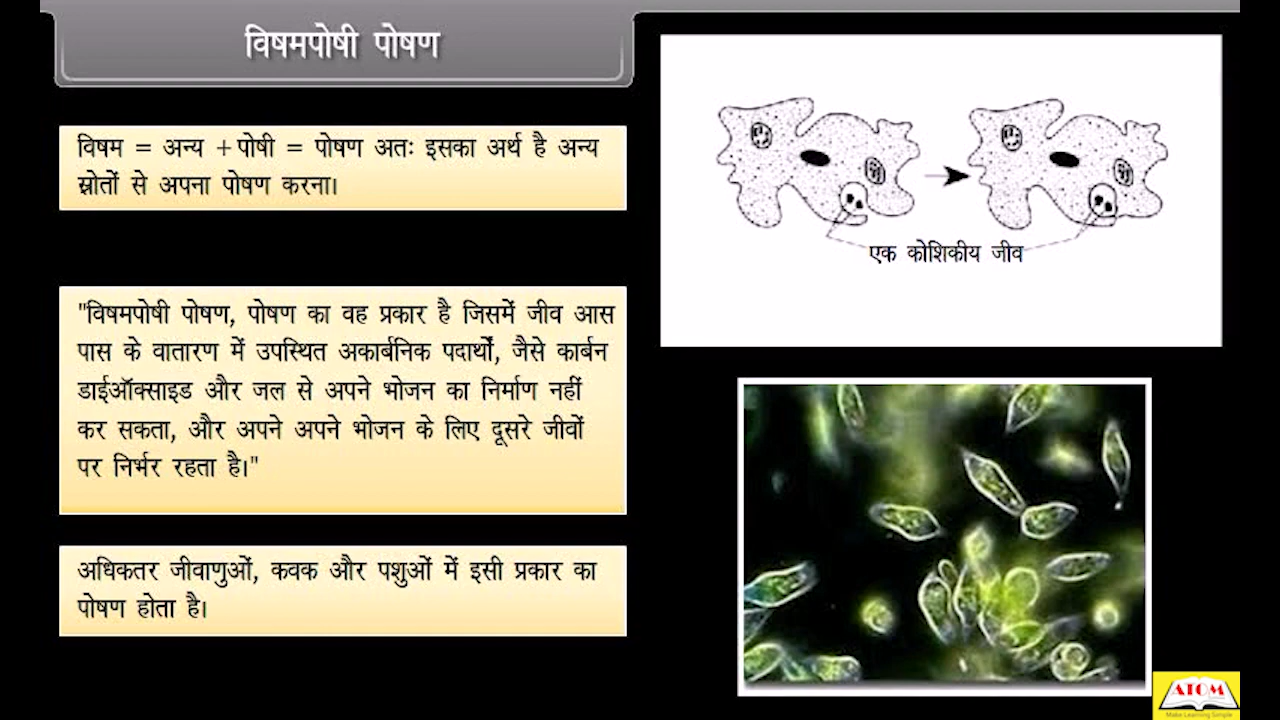 विषमपोषी पोषण
विषम = अन्य + पोषी = पोषण अतः इसका अर्थ है अन्य
स्रोतों से अपना पोषण करना।
"विषमपोषी पोषण, पोषण का वह प्रकार है जिसमें जीव आस
पास के वातारण में उपस्थित अकार्बनिक पदार्थों, जैसे कार्बन
डाईऑक्साइड और जल से अपने भोजन का निर्माण नहीं
कर सकता, और अपने अपने भोजन के लिए दूसरे जीवों
पर निर्भर रहता है।"
अधिकतर जीवाणुओं, कवक और पशुओं में इसी प्रकार का
पोषण होता है।
एक कोशिकीय जीव
ATOM
Make Learning Simple